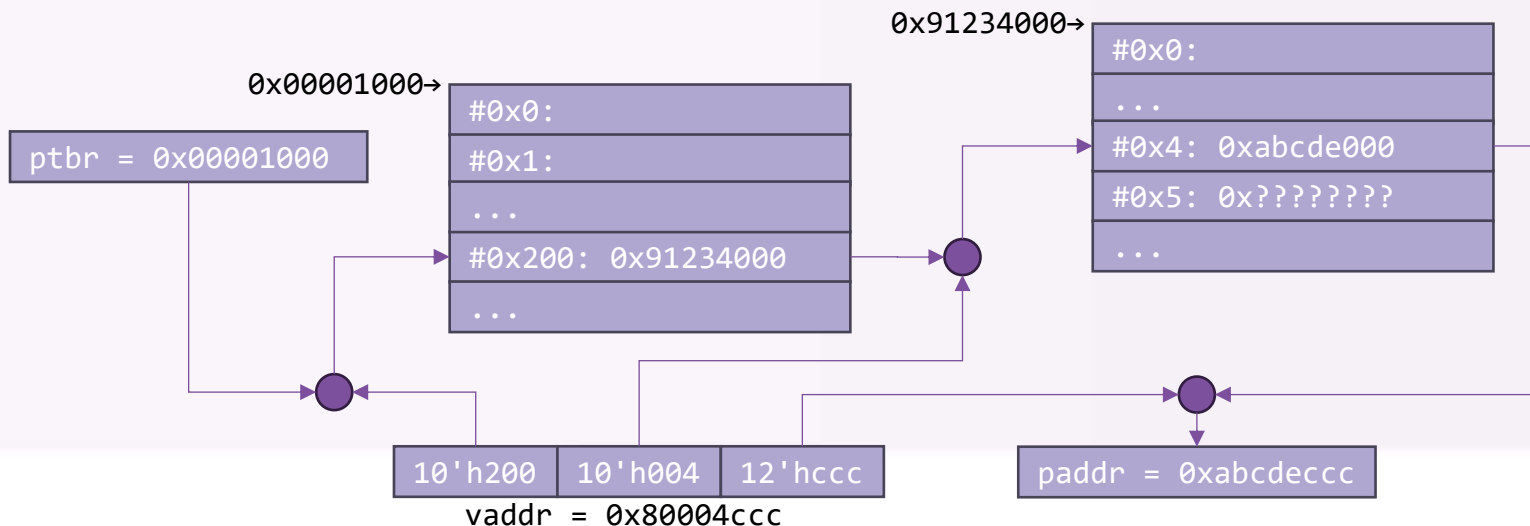 0x91234000→
#0x0:
...
#0x4: 0xabcde000
#0x5: 0x????????
...
0x00001000→
#0x0:
#0x1:
...
#0x200: 0x91234000
...
ptbr = 0x00001000
10'h200 10'h004 12'hccc
vaddr = 0x80004ccc
paddr = 0xabcdeccc